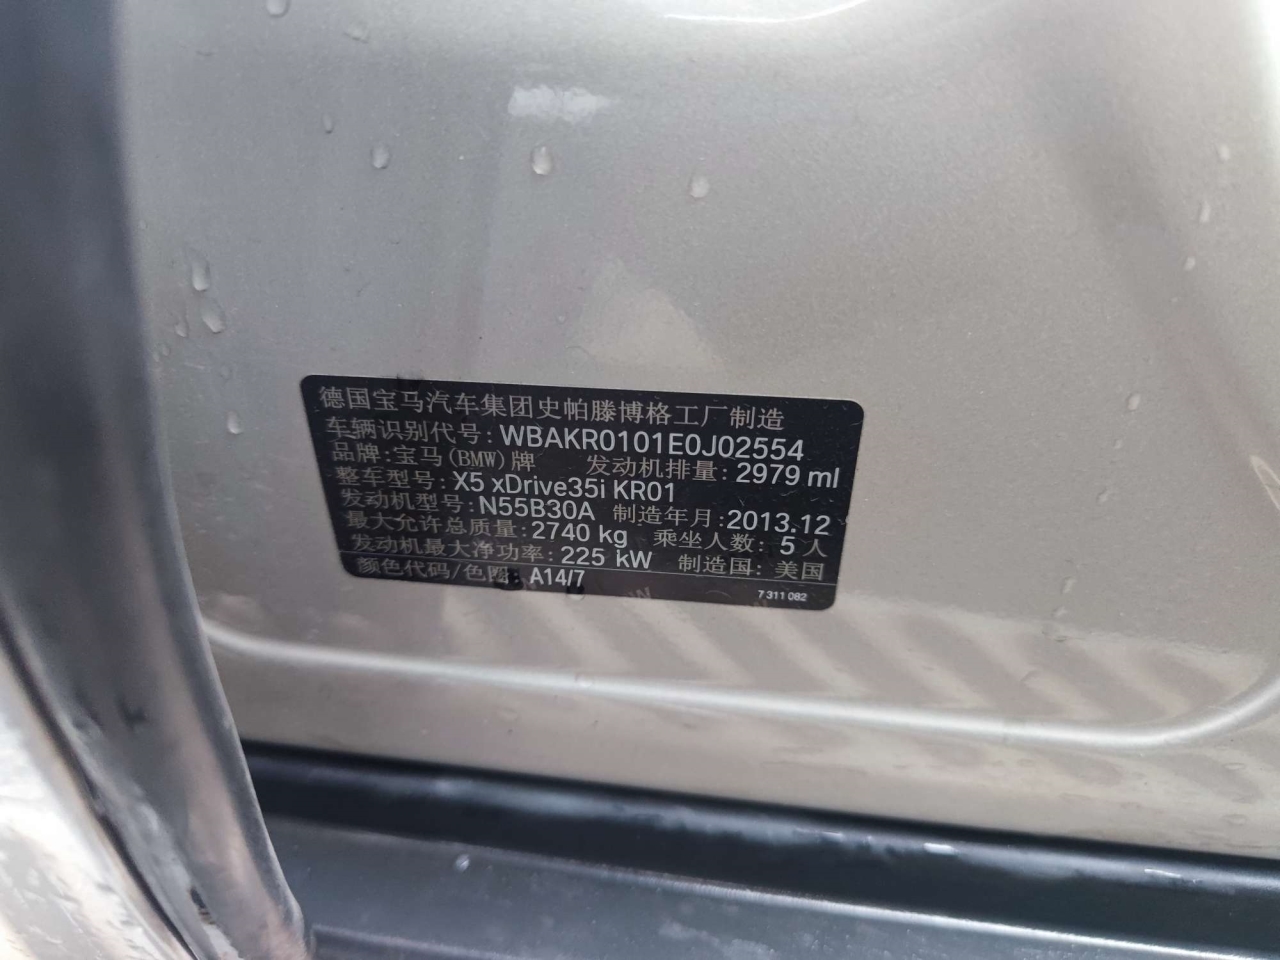 德国宝马汽车集团史帕滕博格工厂制造
车辆识别代号: WBAKR0101E0J02554
品牌:宝马(BMW)牌 发动机排量: 2979 ml
整车型号: X5 xDrive35i KR01
发动机型号: N55B30A 制造年月: 2013.12
最大允许总质量: 2740 kg 乘坐人数: 5 人
发动机最大净功率: 225 kW 制造国: 美国
颜色代码/色圈: A14/7
7 311 082